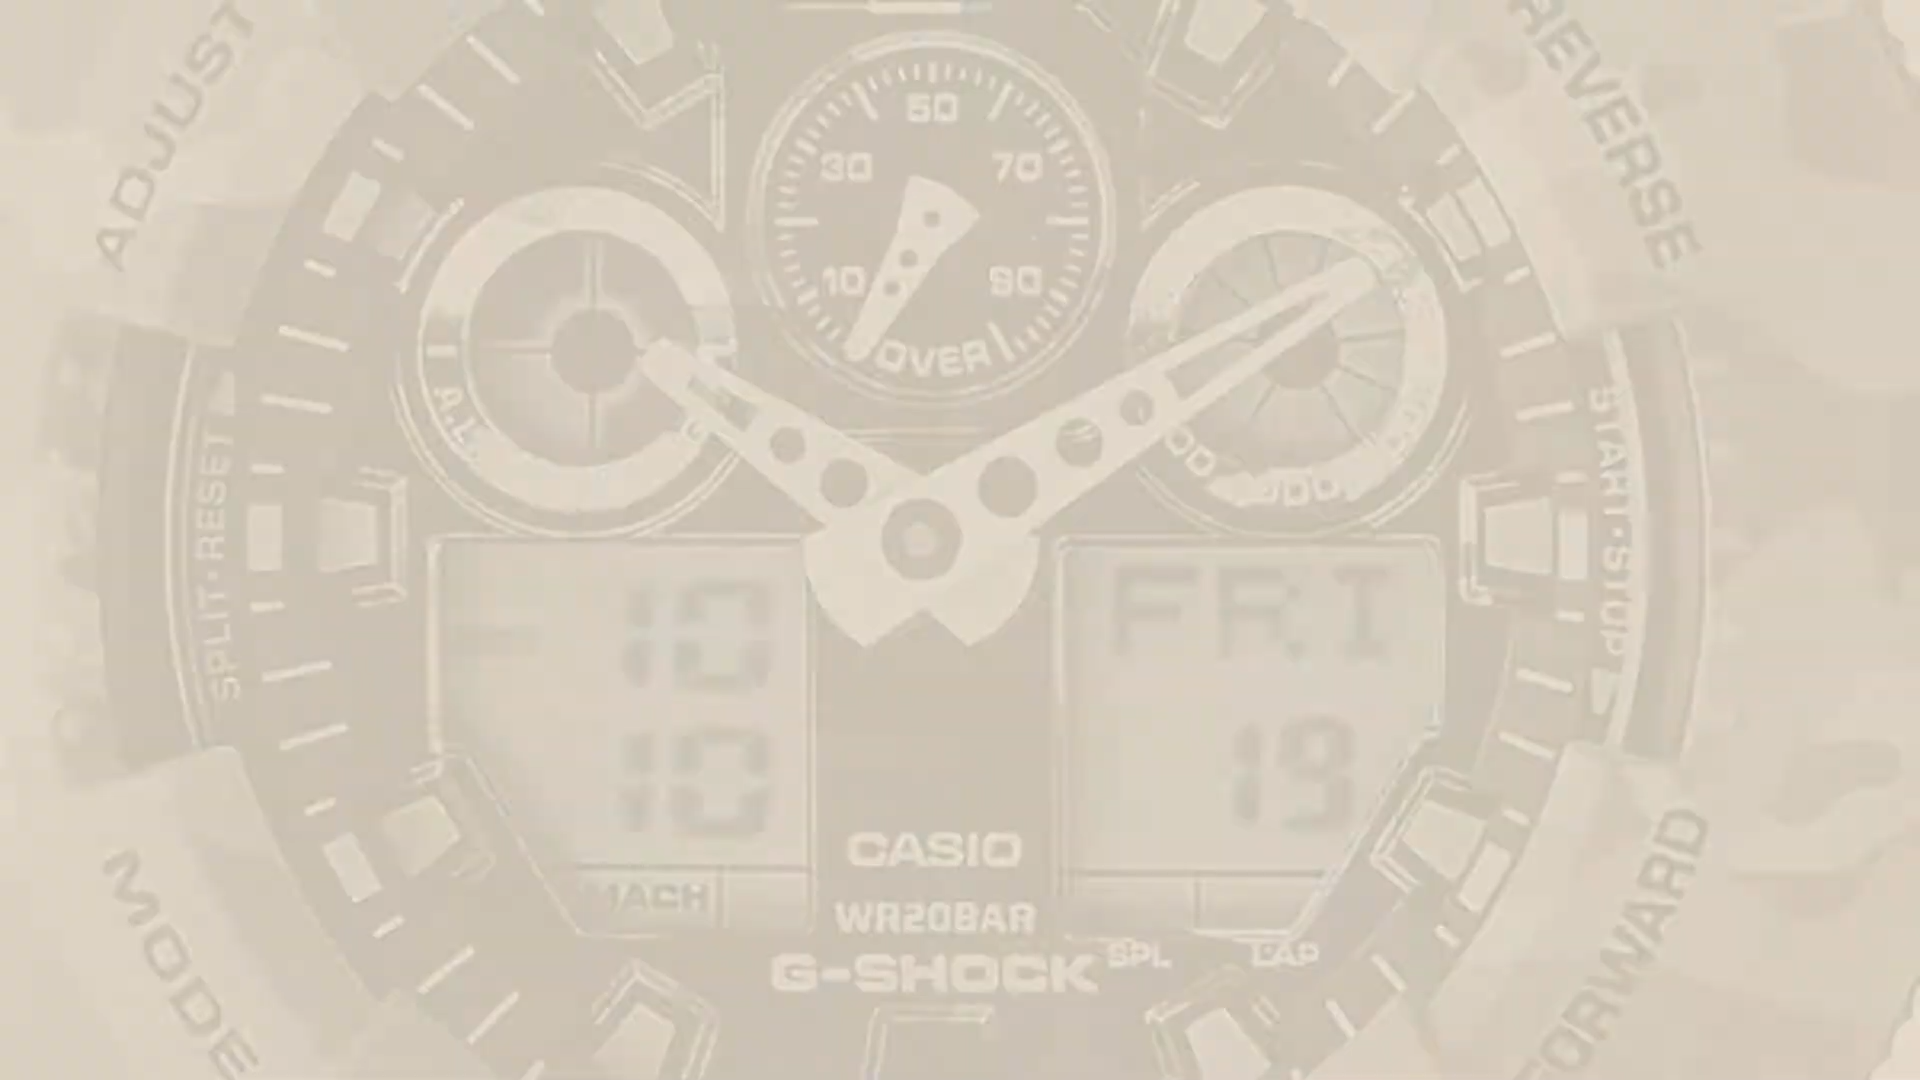 ADJUST
REVERSE
50
30
70
10
90
OVER
SPLIT·RESET
START·STOP
10
FRI
10
19
CASIO
WR20BAR
G-SHOCK
SPL
LAP
MODE
FORWARD